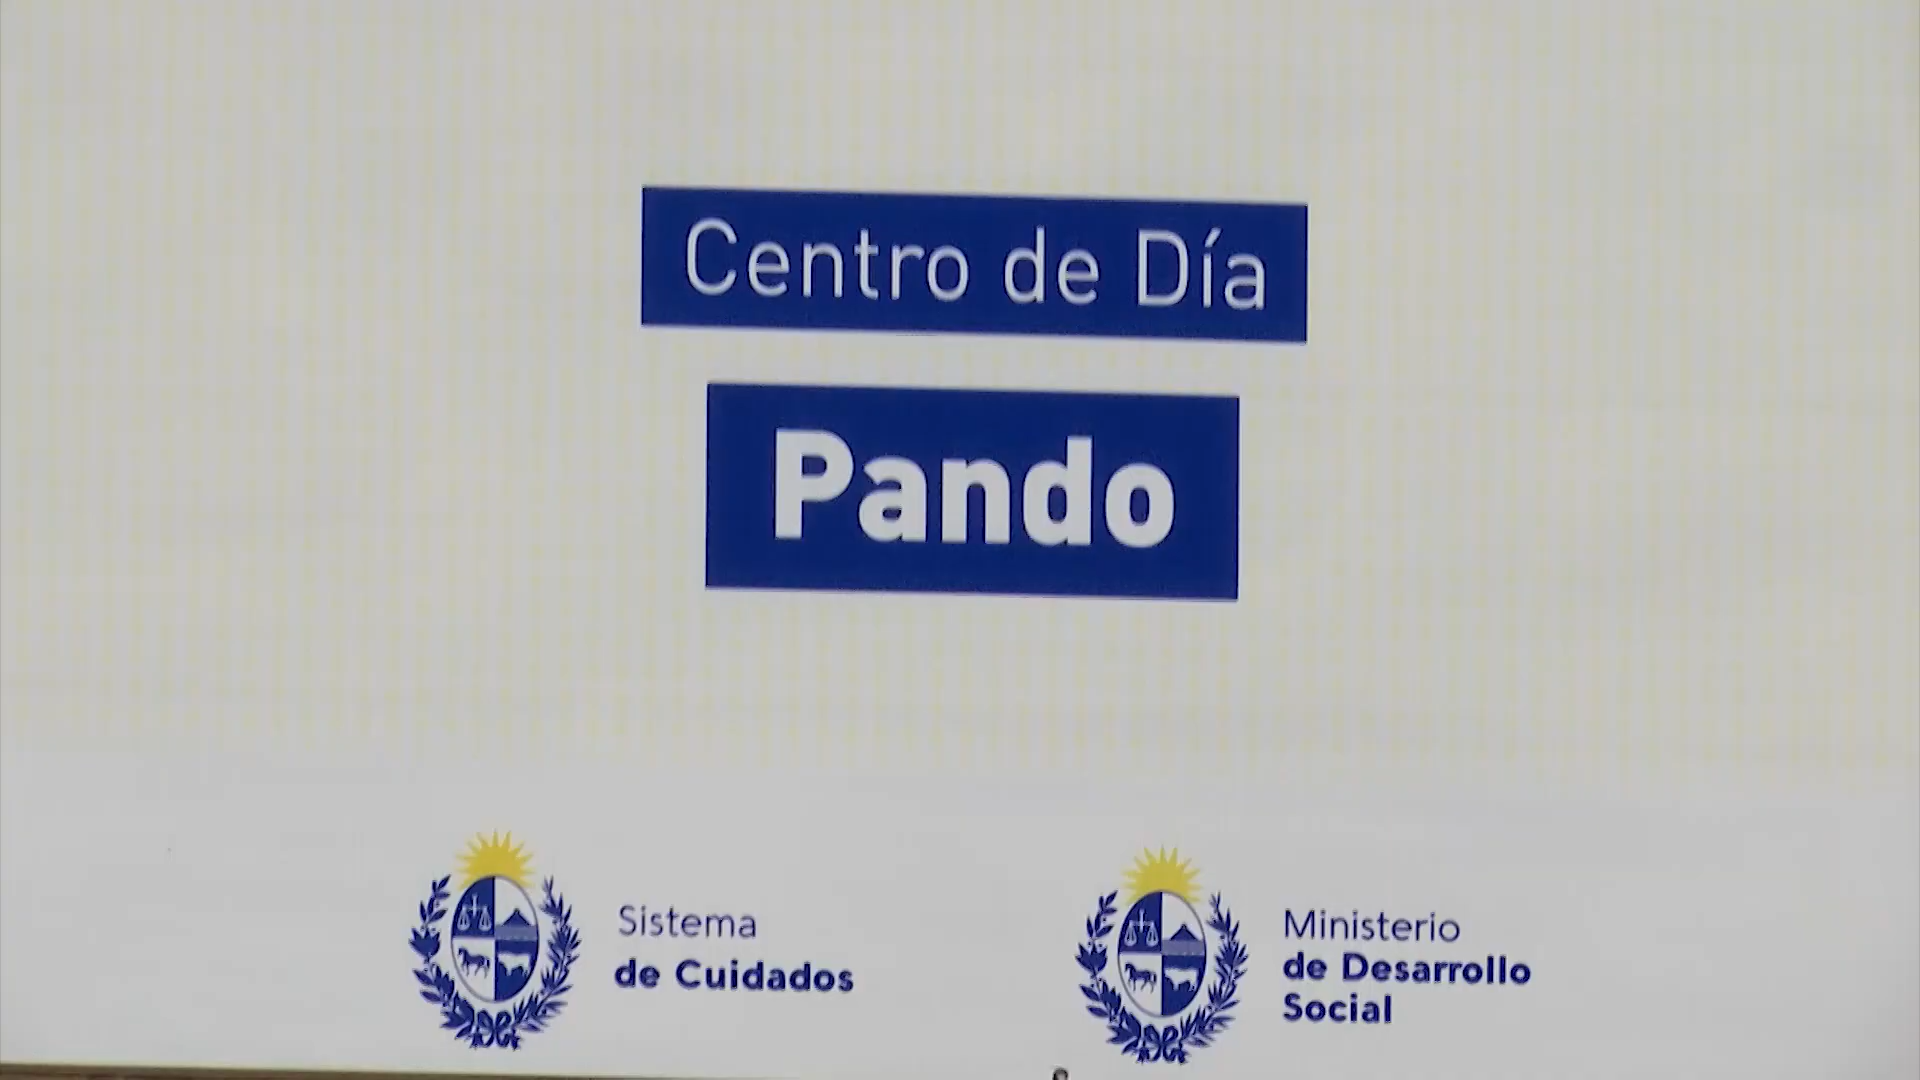 Centro de Día
Pando
Sistema
de Cuidados
Ministerio
de Desarrollo
Social